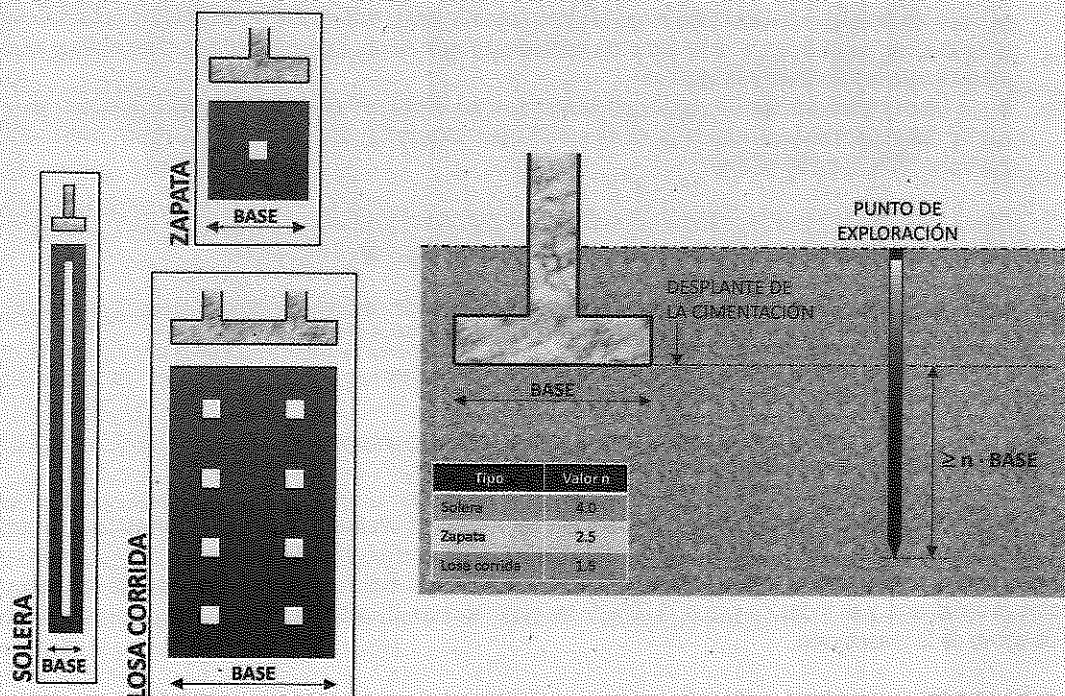 ZAPATA
BASE
SOLERA
BASE
LOSA CORRIDA
BASE
PUNTO DE
EXPLORACIÓN
DESPLANTE DE
LA CIMENTACIÓN
BASE
≥ n · BASE
Tipo Valor n
Solera 4.0
Zapata 2.5
Losa corrida 1.5